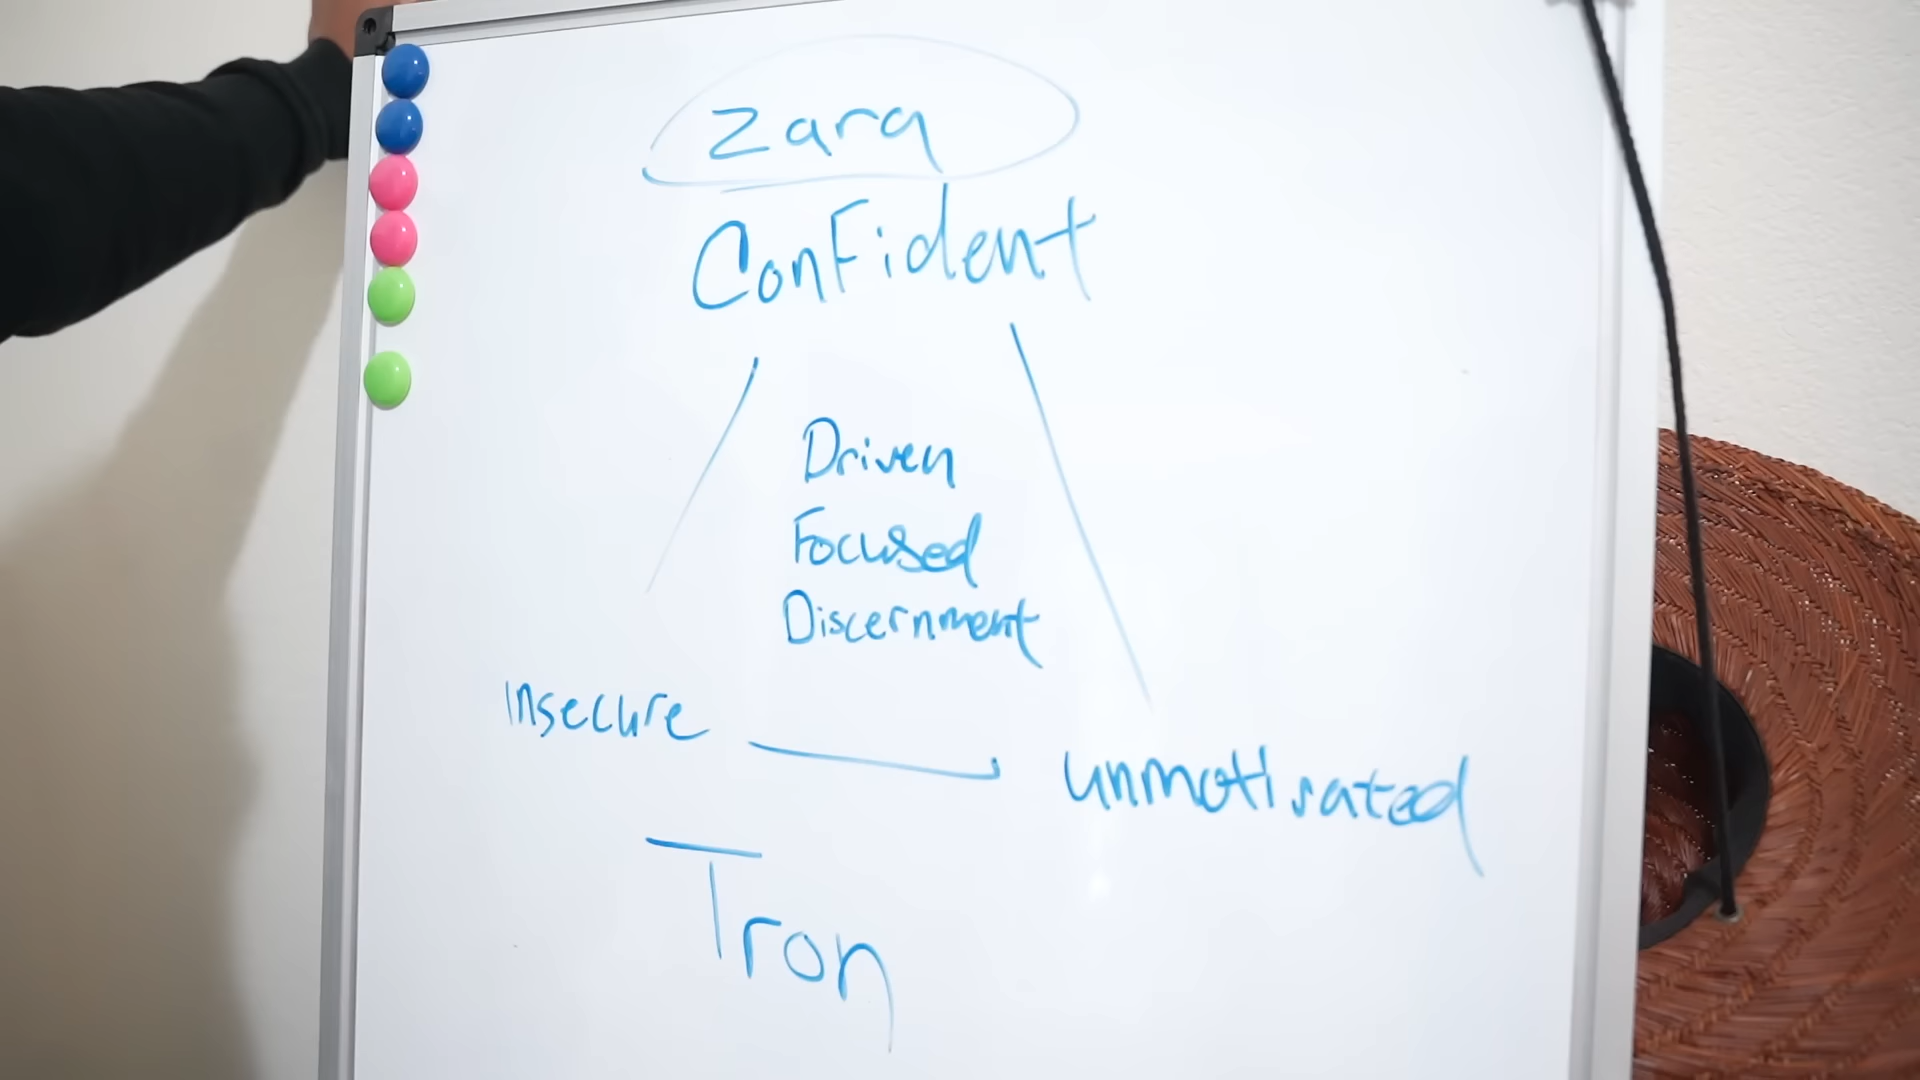 Zara
Confident
Driven
Focused
Discernment
Insecure
unmotivated
Tron